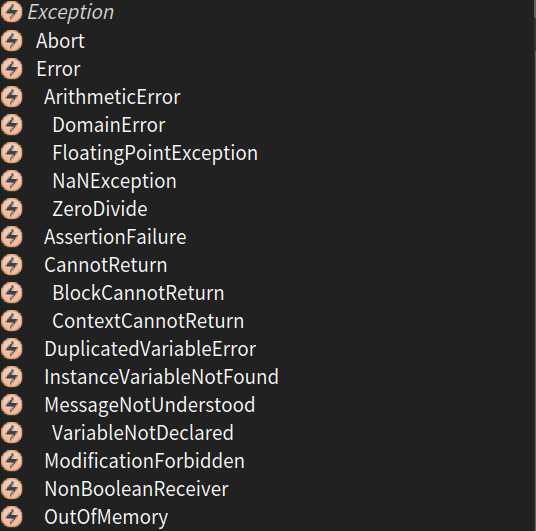 Exception
Abort
Error
ArithmeticError
DomainError
FloatingPointException
NaNException
ZeroDivide
AssertionFailure
CannotReturn
BlockCannotReturn
ContextCannotReturn
DuplicatedVariableError
InstanceVariableNotFound
MessageNotUnderstood
VariableNotDeclared
ModificationForbidden
NonBooleanReceiver
OutOfMemory